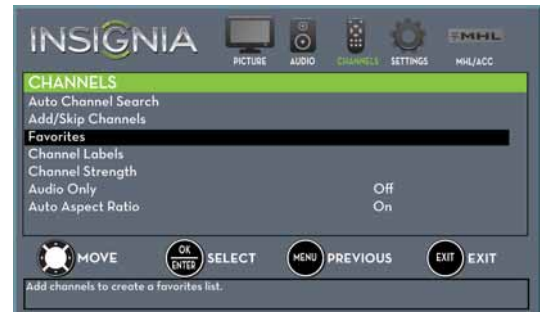 INSIGNIA
PICTURE AUDIO CHANNELS SETTINGS MHL/ACC
MHL
CHANNELS
Auto Channel Search
Add/Skip Channels
Favorites
Channel Labels
Channel Strength
Audio Only Off
Auto Aspect Ratio On
MOVE OK ENTER SELECT MENU PREVIOUS EXIT EXIT
Add channels to create a favorites list.